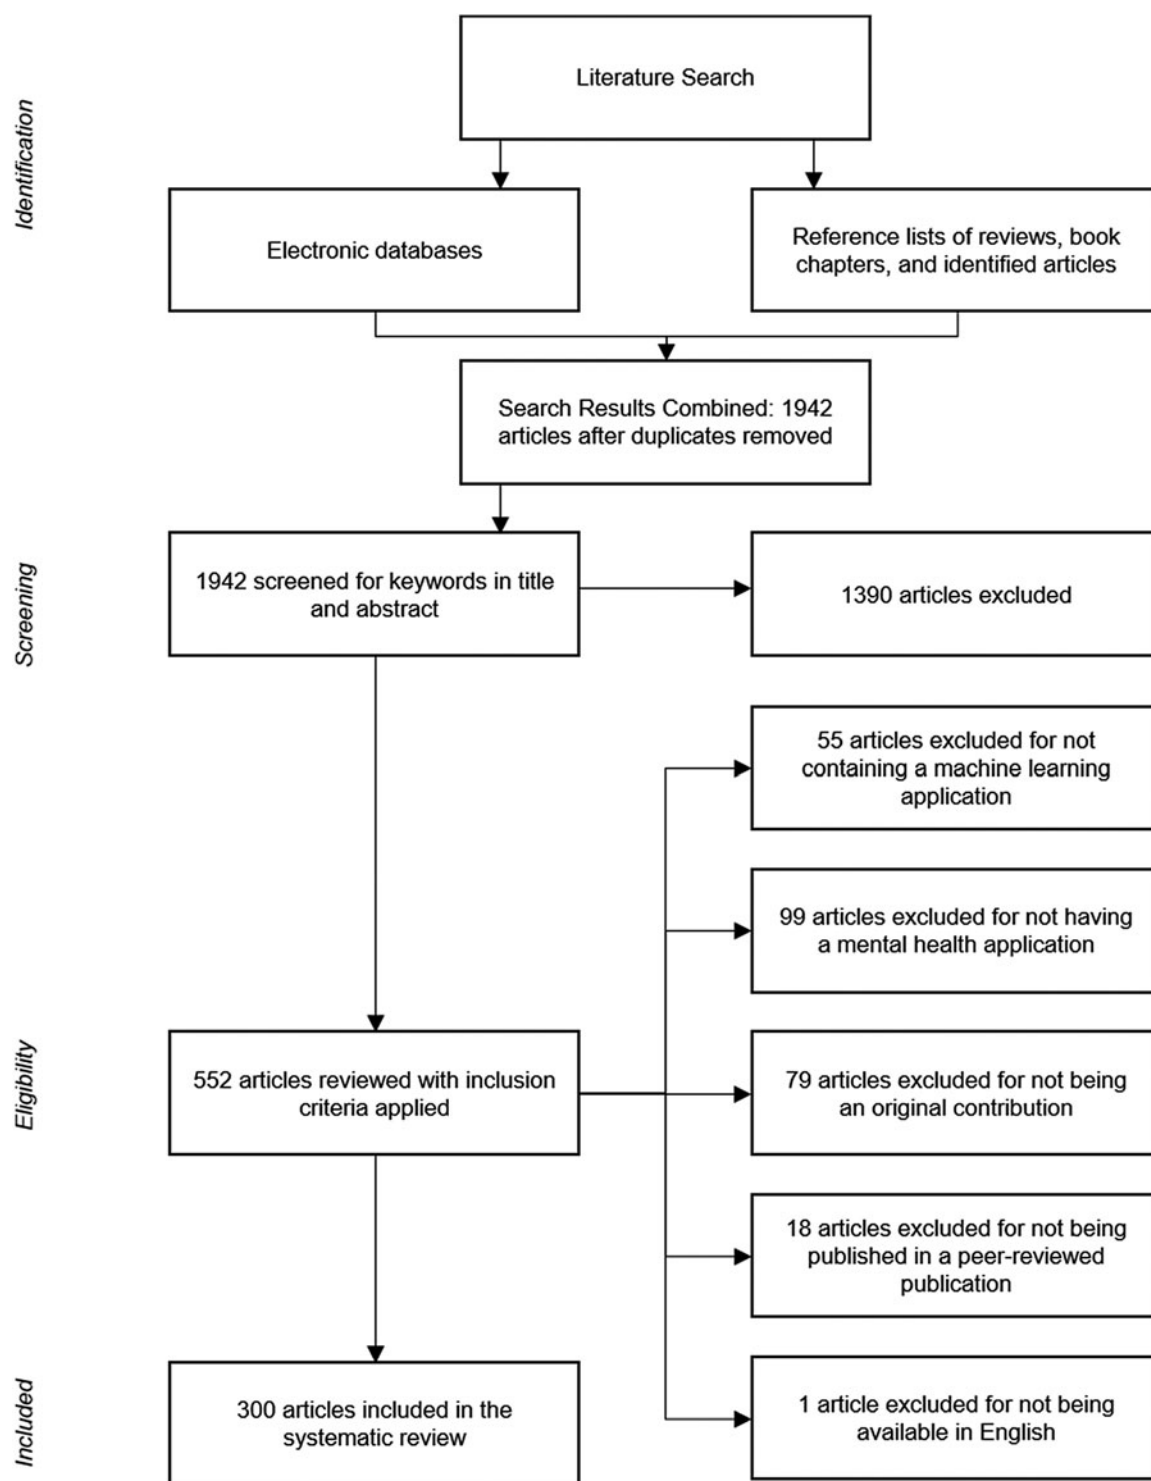 Identification
Literature Search
Electronic databases
Reference lists of reviews, book
chapters, and identified articles
Search Results Combined: 1942
articles after duplicates removed
Screening
1942 screened for keywords in title
and abstract
1390 articles excluded
55 articles excluded for not
containing a machine learning
application
99 articles excluded for not having
a mental health application
Eligibility
552 articles reviewed with inclusion
criteria applied
79 articles excluded for not being
an original contribution
18 articles excluded for not being
published in a peer-reviewed
publication
Included
300 articles included in the
systematic review
1 article excluded for not being
available in English